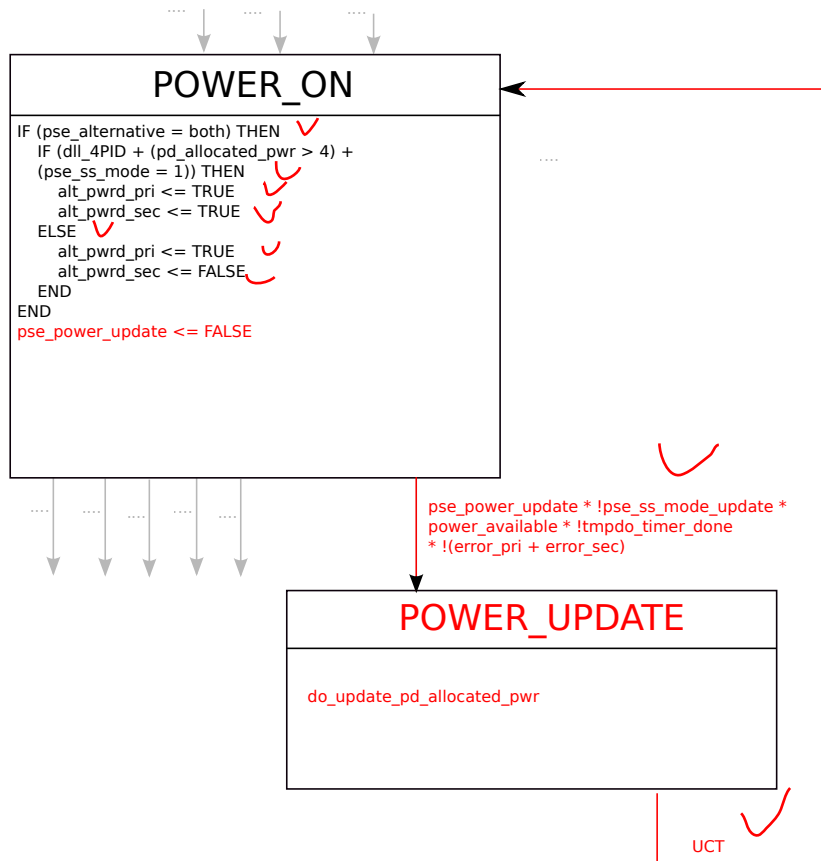 .... .... ....
POWER_ON
IF (pse_alternative = both) THEN
IF (dll_4PID + (pd_allocated_pwr > 4) +
(pse_ss_mode = 1)) THEN
alt_pwrd_pri <= TRUE
alt_pwrd_sec <= TRUE
ELSE
alt_pwrd_pri <= TRUE
alt_pwrd_sec <= FALSE
END
END
pse_power_update <= FALSE
....
.... .... .... .... ....
pse_power_update * !pse_ss_mode_update *
power_available * !tmpdo_timer_done
* !(error_pri + error_sec)
POWER_UPDATE
do_update_pd_allocated_pwr
UCT